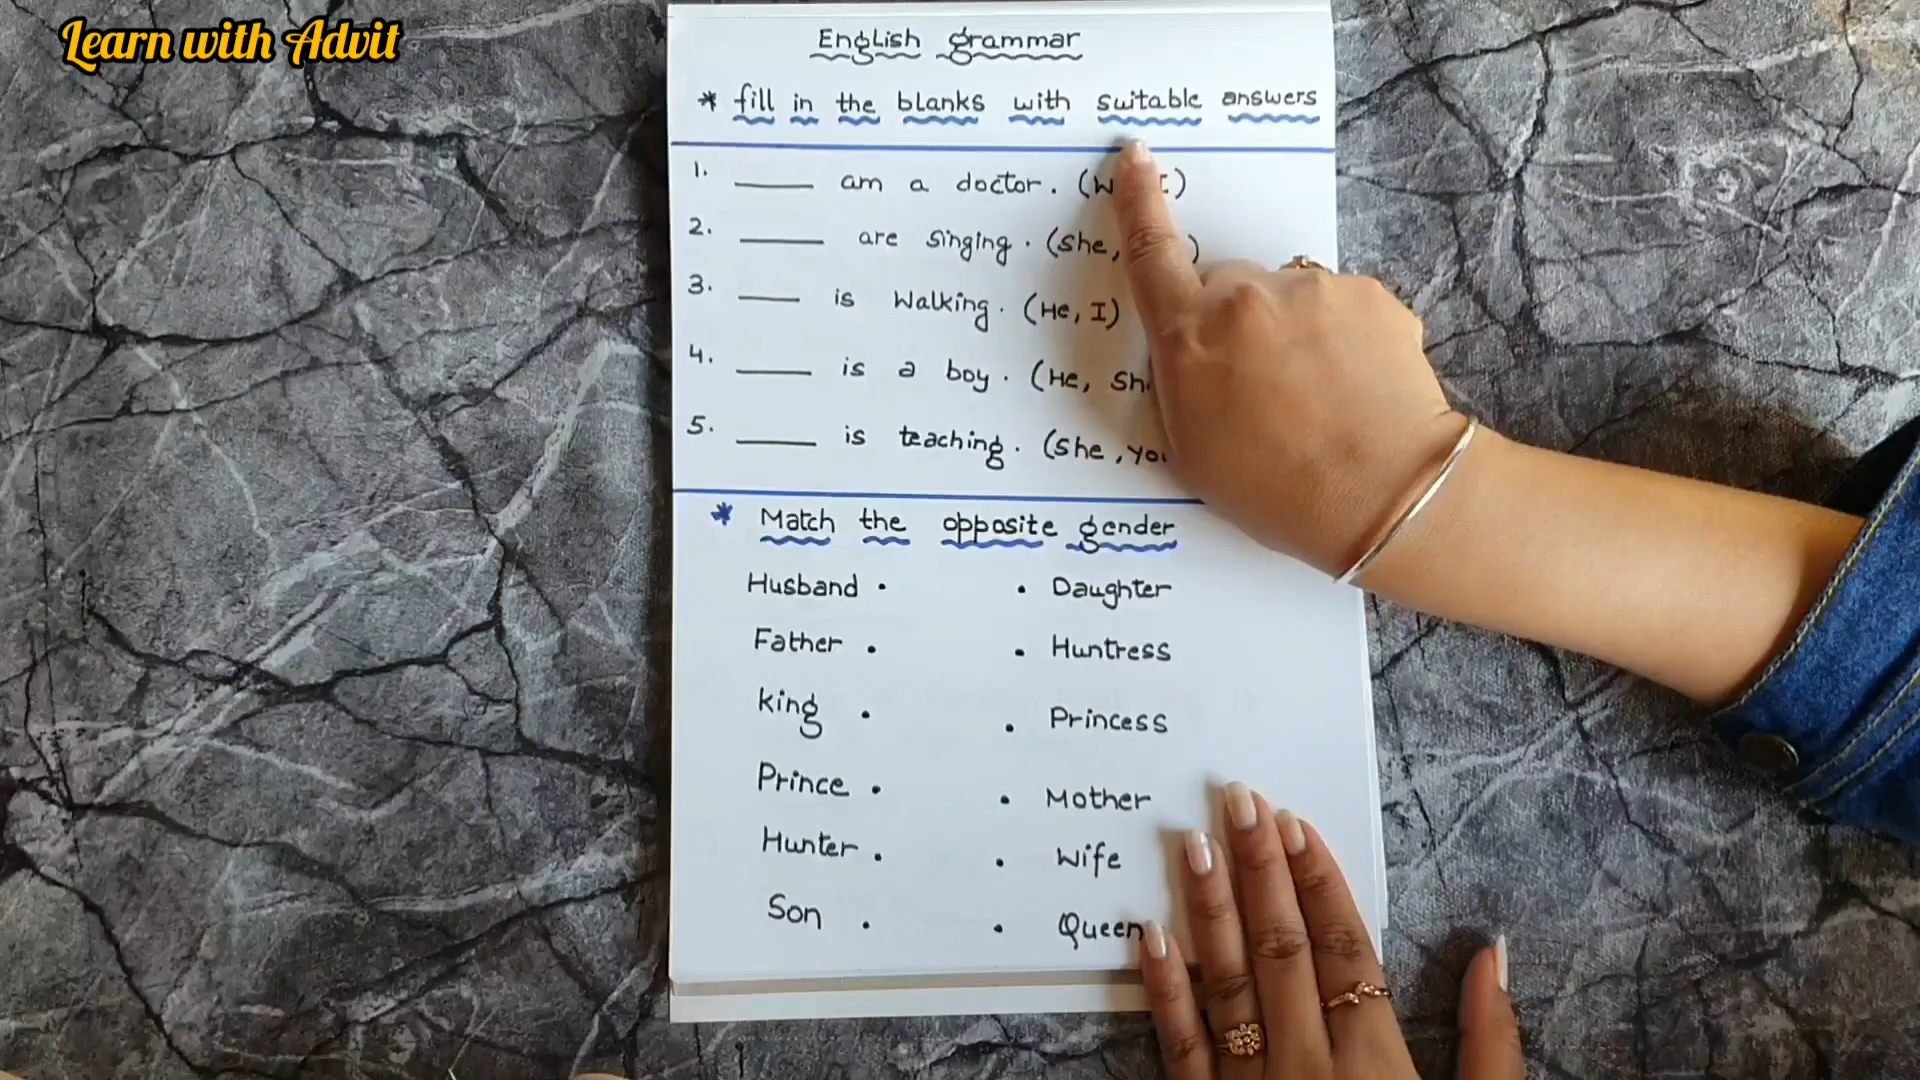 Learn with Advit
English grammar
* fill in the blanks with suitable answers
1. ____ am a doctor. (W I)
2. ____ are singing. (she, )
3. ____ is walking. (He, I)
4. ____ is a boy. (He, Sh
5. ____ is teaching. (She, you
* Match the opposite gender
Husband • • Daughter
Father • • Huntress
king • • Princess
Prince • • Mother
Hunter • • Wife
Son • • Queen